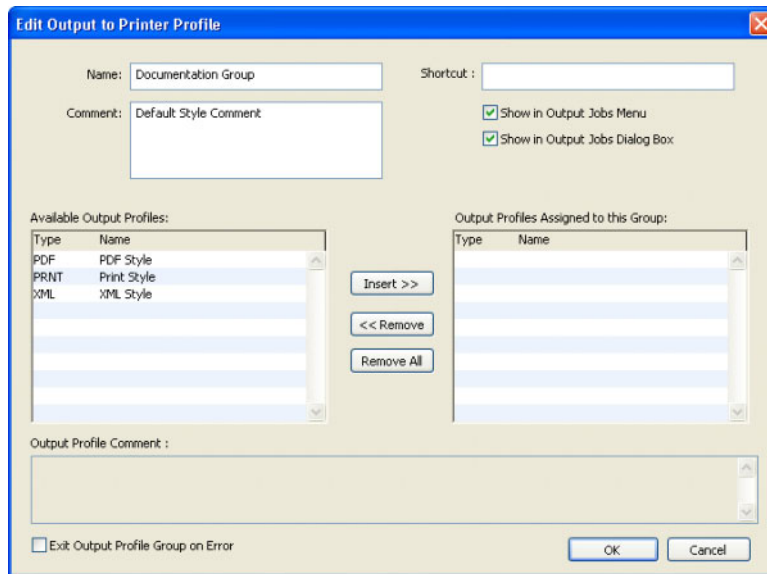 Edit Output to Printer Profile
Name: Documentation Group
Shortcut :
Comment: Default Style Comment
Show in Output Jobs Menu
Show in Output Jobs Dialog Box
Available Output Profiles:
Type Name
PDF PDF Style
PRNT Print Style
XML XML Style
Insert >>
<< Remove
Remove All
Output Profiles Assigned to this Group:
Type Name
Output Profile Comment :
Exit Output Profile Group on Error
OK
Cancel